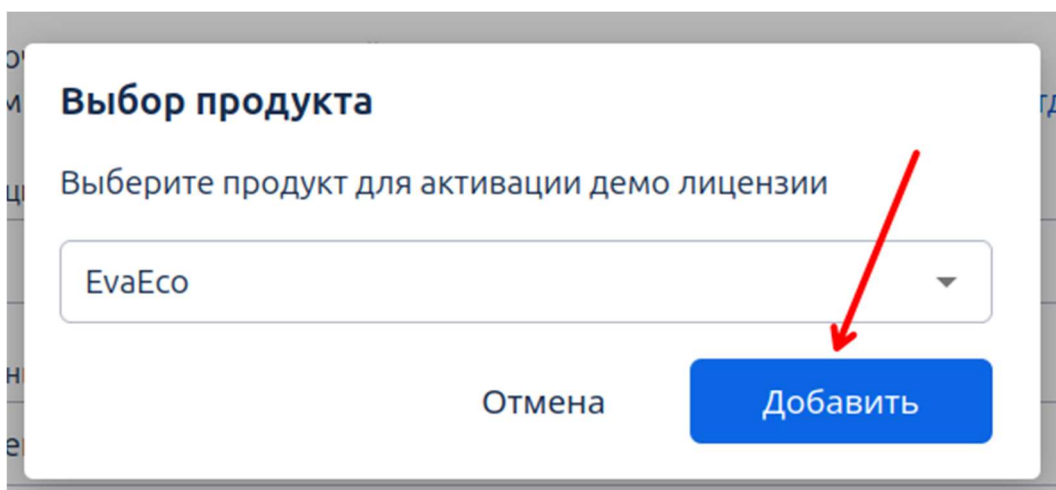 Выбор продукта
Выберите продукт для активации демо лицензии
EvaEco
Отмена
Добавить